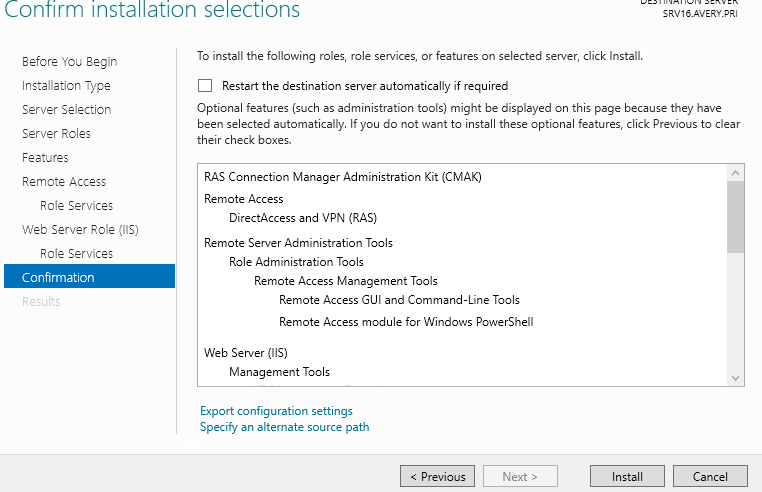 Confirm installation selections
DESTINATION SERVER
SRV16.AVERY.PRI
Before You Begin
Installation Type
Server Selection
Server Roles
Features
Remote Access
Role Services
Web Server Role (IIS)
Role Services
Confirmation
Results
To install the following roles, role services, or features on selected server, click Install.
Restart the destination server automatically if required
Optional features (such as administration tools) might be displayed on this page because they have
been selected automatically. If you do not want to install these optional features, click Previous to clear
their check boxes.
RAS Connection Manager Administration Kit (CMAK)
Remote Access
DirectAccess and VPN (RAS)
Remote Server Administration Tools
Role Administration Tools
Remote Access Management Tools
Remote Access GUI and Command-Line Tools
Remote Access module for Windows PowerShell
Web Server (IIS)
Management Tools
Export configuration settings
Specify an alternate source path
< Previous
Next >
Install
Cancel